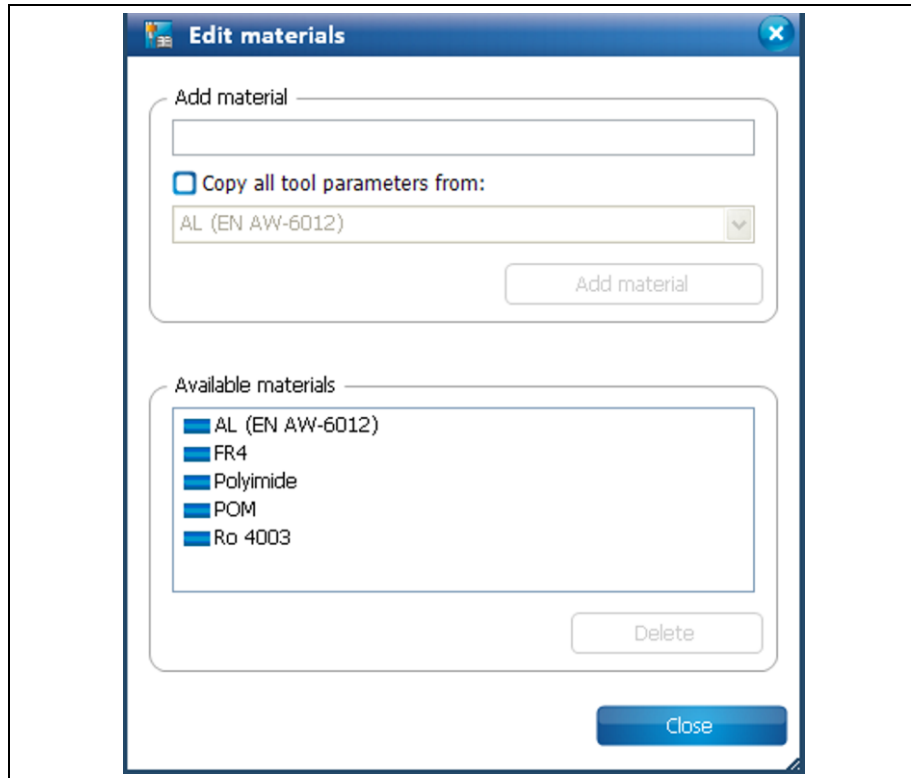 Edit materials
Add material
Copy all tool parameters from:
AL (EN AW-6012)
Add material
Available materials
AL (EN AW-6012)
FR4
Polyimide
POM
Ro 4003
Delete
Close